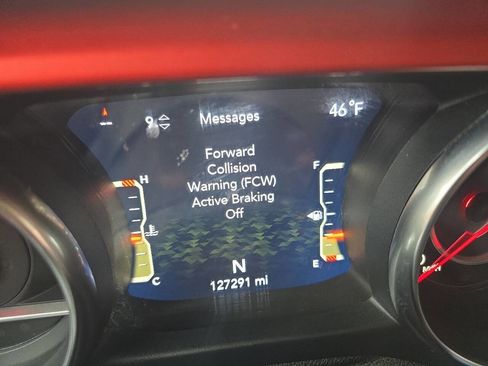 9 Messages 46°F
Forward
Collision
Warning (FCW)
Active Braking
Off
H F
C E
N
127291 mi